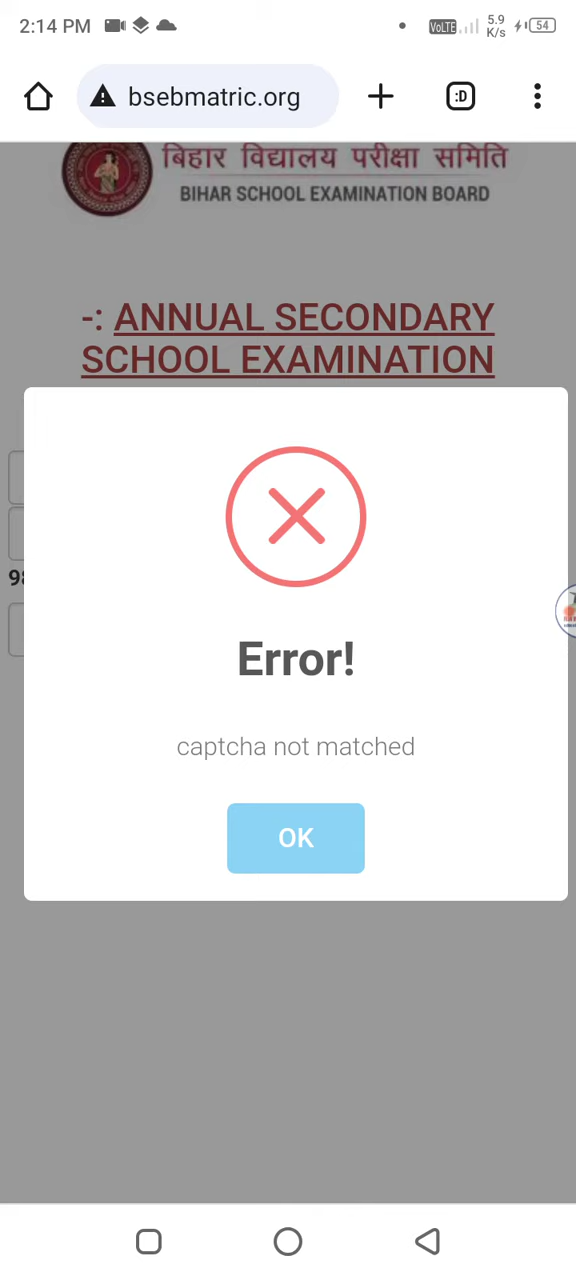 2:14 PM VoLTE 5.9 K/s 54
bsebmatric.org :D
बिहार विद्यालय परीक्षा समिति
BIHAR SCHOOL EXAMINATION BOARD
-: ANNUAL SECONDARY
SCHOOL EXAMINATION
Error!
captcha not matched
OK